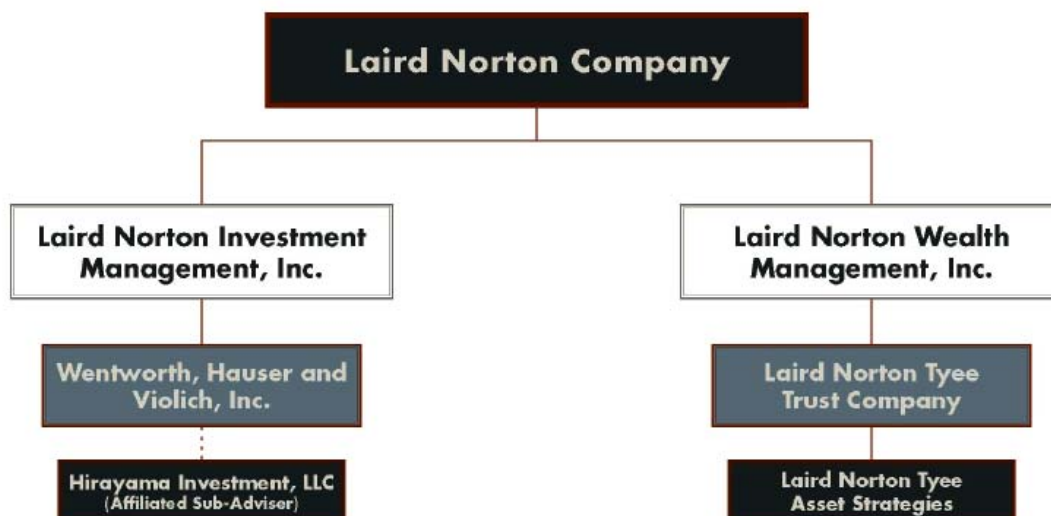 Laird Norton Company
Laird Norton Investment
Management, Inc.
Laird Norton Wealth
Management, Inc.
Wentworth, Hauser and
Violich, Inc.
Laird Norton Tyee
Trust Company
Hirayama Investment, LLC
(Affiliated Sub-Adviser)
Laird Norton Tyee
Asset Strategies